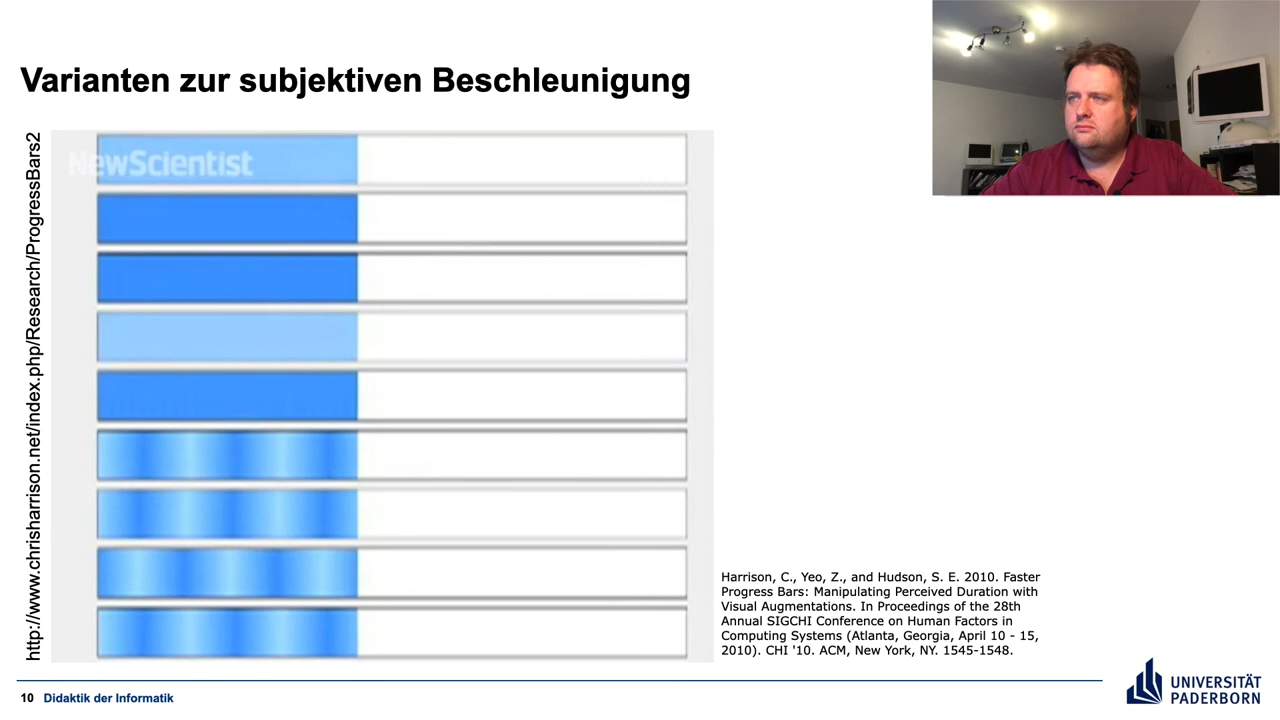 Varianten zur subjektiven Beschleunigung
http://www.chrisharrison.net/index.php/Research/ProgressBars2
NewScientist
Harrison, C., Yeo, Z., and Hudson, S. E. 2010. Faster
Progress Bars: Manipulating Perceived Duration with
Visual Augmentations. In Proceedings of the 28th
Annual SIGCHI Conference on Human Factors in
Computing Systems (Atlanta, Georgia, April 10 - 15,
2010). CHI '10. ACM, New York, NY. 1545-1548.
10 Didaktik der Informatik
UNIVERSITÄT
PADERBORN